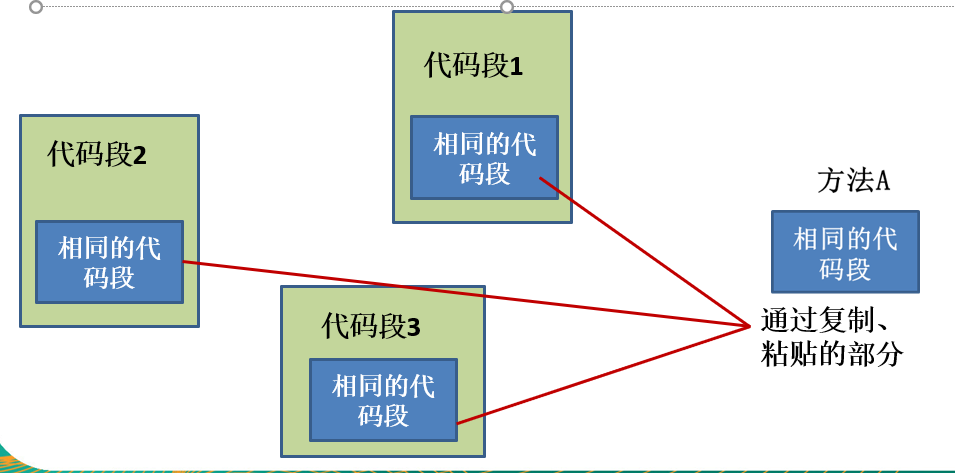 代码段1
相同的代
码段
代码段2
相同的代
码段
代码段3
相同的代
码段
方法A
相同的代
码段
通过复制、
粘贴的部分